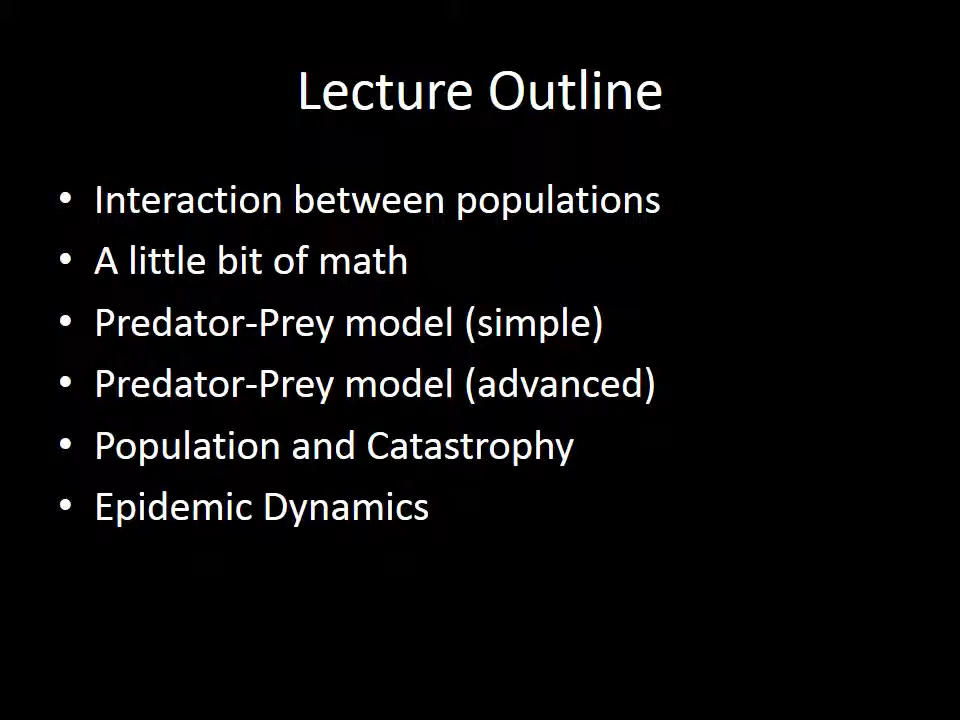 Lecture Outline
• Interaction between populations
• A little bit of math
• Predator-Prey model (simple)
• Predator-Prey model (advanced)
• Population and Catastrophy
• Epidemic Dynamics